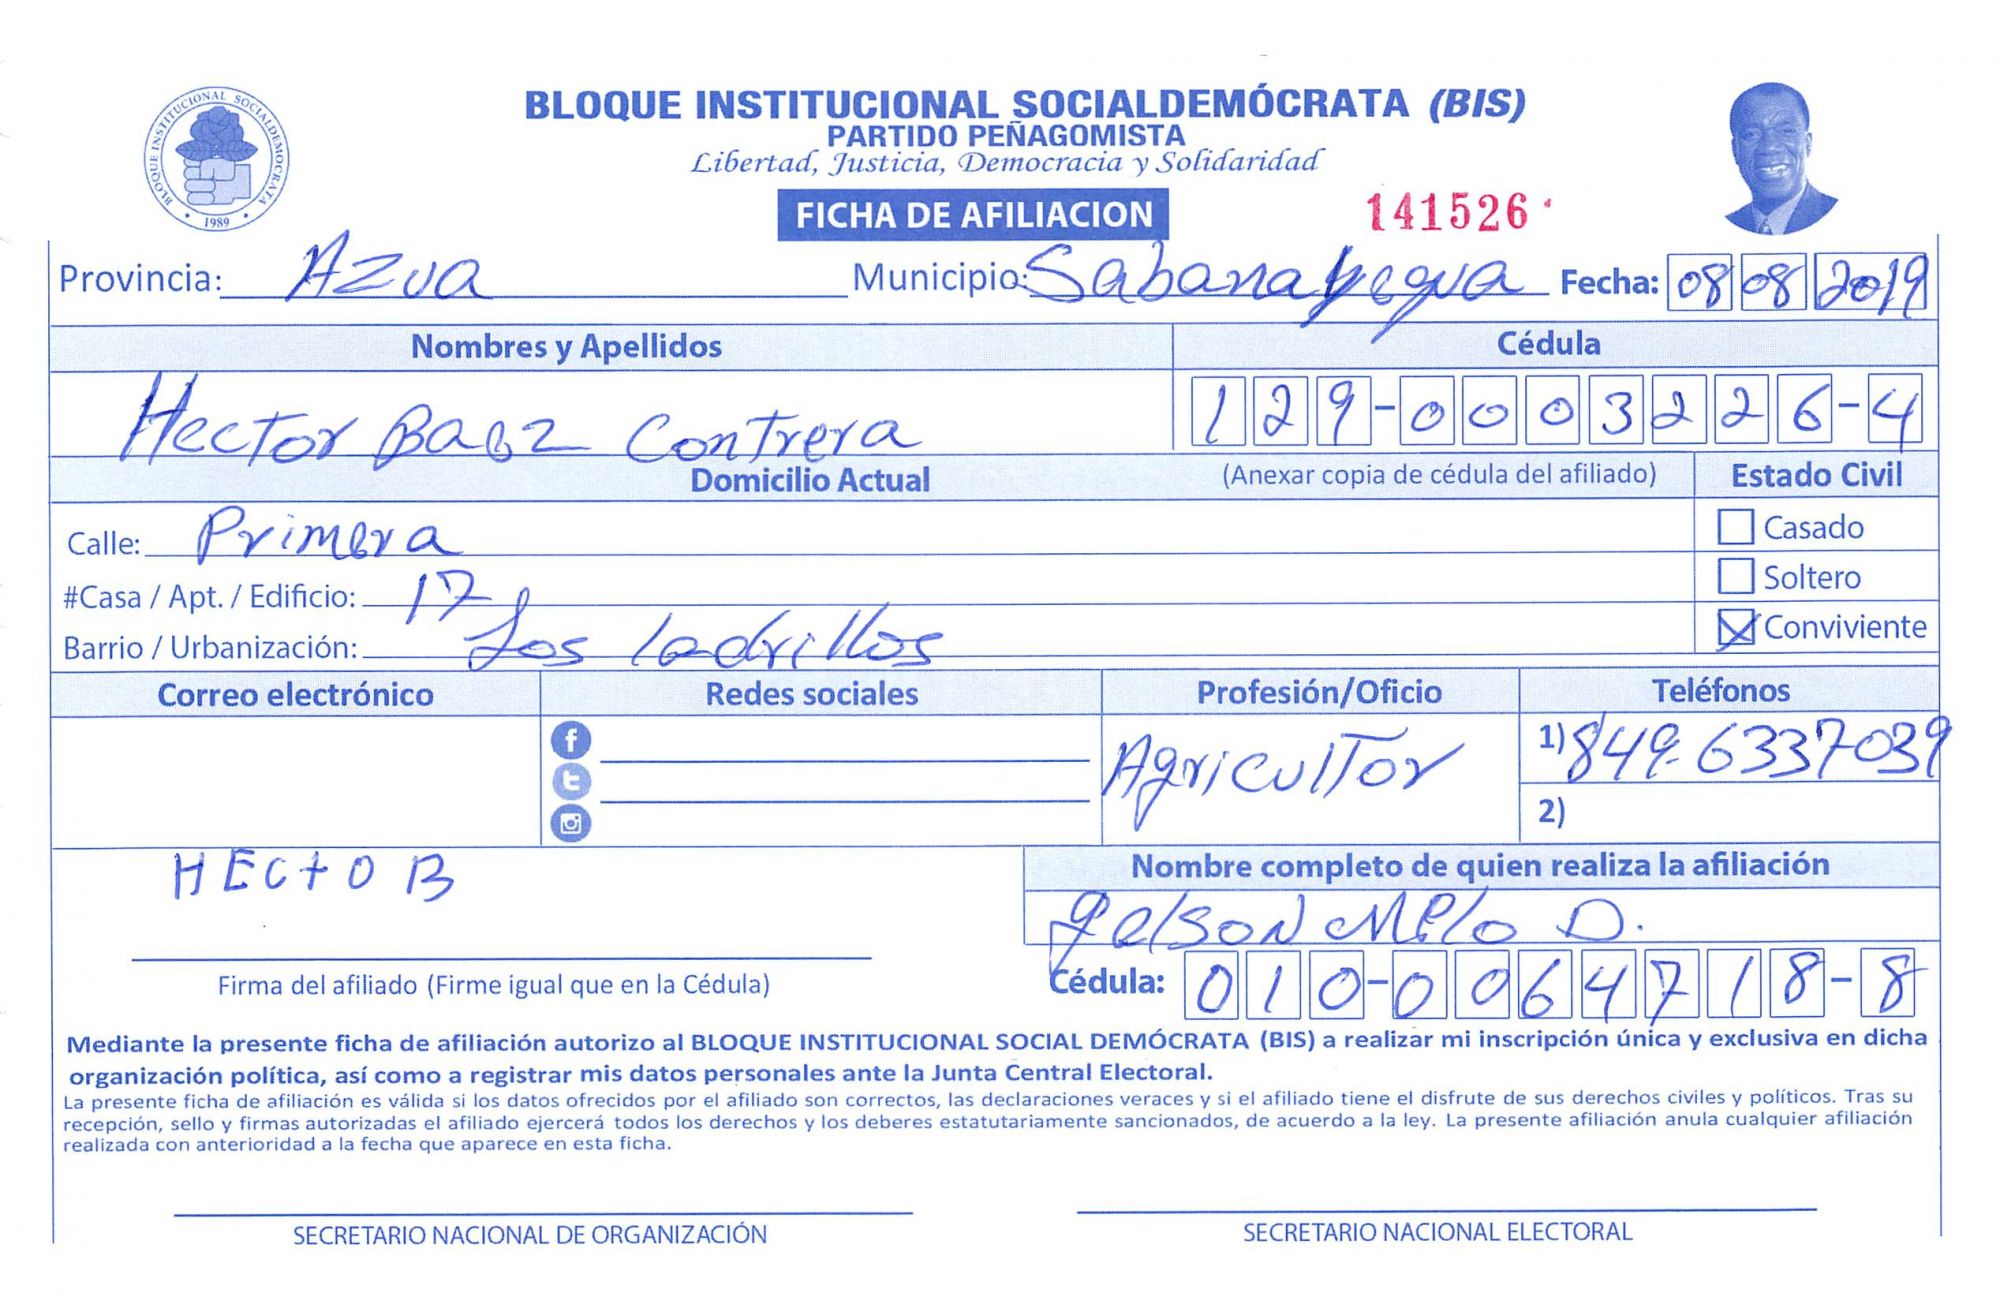 BLOQUE INSTITUCIONAL SOCIALDEMOCRATA
1989
BLOQUE INSTITUCIONAL SOCIALDEMÓCRATA (BIS)
PARTIDO PEÑAGOMISTA
Libertad, Justicia, Democracia y Solidaridad
FICHA DE AFILIACION
141526
Provincia: Azua Municipio: Sabana yegua Fecha: 08 08 2019
Nombres y Apellidos Cédula
Hector Baez Contrera 129-0003226-4
Domicilio Actual (Anexar copia de cédula del afiliado) Estado Civil
Calle: Primera Casado
#Casa / Apt. / Edificio: 17 Soltero
Barrio / Urbanización: Los ladrillos Conviviente
Correo electrónico Redes sociales Profesión/Oficio Teléfonos
Agricultor 1) 849-6337039
2)
HECtO B Nombre completo de quien realiza la afiliación
gelson Melo D.
Firma del afiliado (Firme igual que en la Cédula) Cédula: 010-0064718-8
Mediante la presente ficha de afiliación autorizo al BLOQUE INSTITUCIONAL SOCIAL DEMÓCRATA (BIS) a realizar mi inscripción única y exclusiva en dicha
organización política, así como a registrar mis datos personales ante la Junta Central Electoral.
La presente ficha de afiliación es válida si los datos ofrecidos por el afiliado son correctos, las declaraciones veraces y si el afiliado tiene el disfrute de sus derechos civiles y políticos. Tras su
recepción, sello y firmas autorizadas el afiliado ejercerá todos los derechos y los deberes estatutariamente sancionados, de acuerdo a la ley. La presente afiliación anula cualquier afiliación
realizada con anterioridad a la fecha que aparece en esta ficha.
SECRETARIO NACIONAL DE ORGANIZACIÓN SECRETARIO NACIONAL ELECTORAL